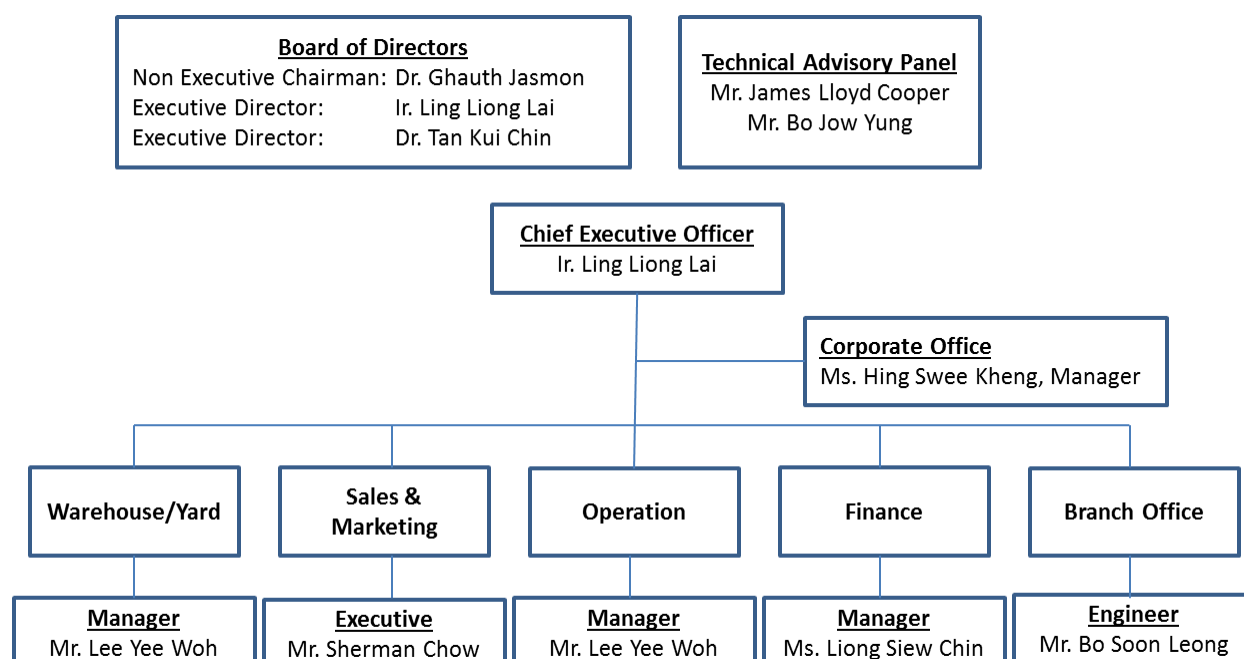 Board of Directors
Non Executive Chairman: Dr. Ghauth Jasmon
Executive Director: Ir. Ling Liong Lai
Executive Director: Dr. Tan Kui Chin
Technical Advisory Panel
Mr. James Lloyd Cooper
Mr. Bo Jow Yung
Chief Executive Officer
Ir. Ling Liong Lai
Corporate Office
Ms. Hing Swee Kheng, Manager
Warehouse/Yard
Sales &
Marketing
Operation
Finance
Branch Office
Manager
Mr. Lee Yee Woh
Executive
Mr. Sherman Chow
Manager
Mr. Lee Yee Woh
Manager
Ms. Liong Siew Chin
Engineer
Mr. Bo Soon Leong